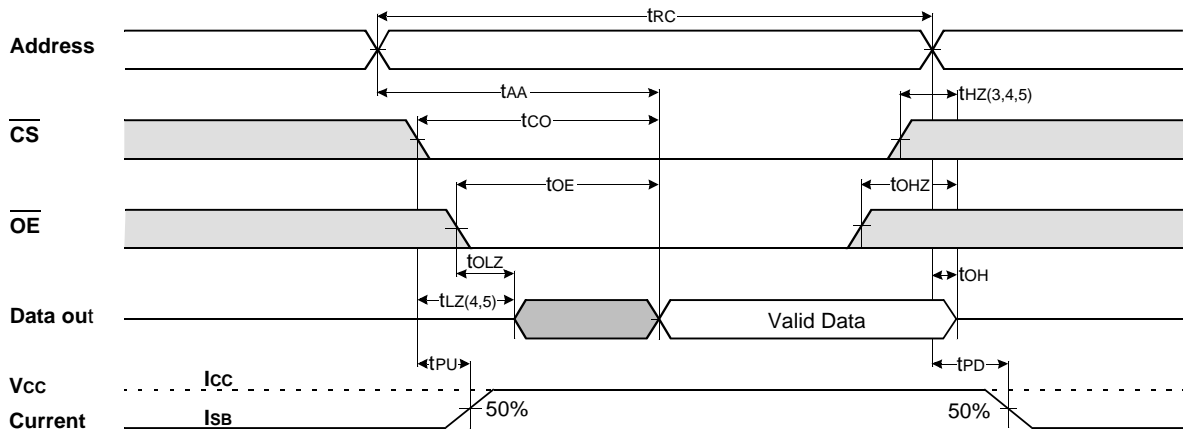 tRC
Address
tAA
tHZ(3,4,5)
CS
tCO
tOE
tOHZ
OE
tOLZ
tOH
tLZ(4,5)
Data out
Valid Data
tPU
tPD
VCC
ICC
50%
50%
Current
ISB